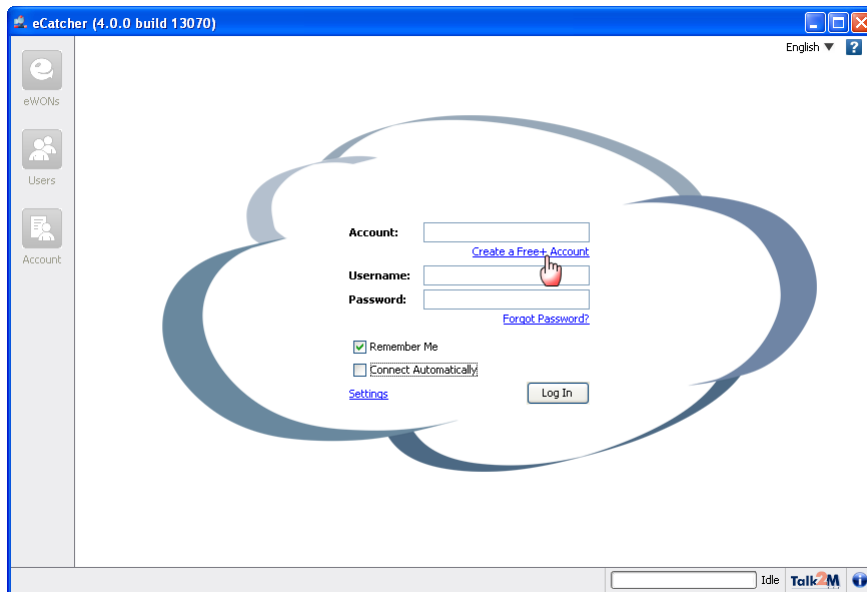 eCatcher (4.0.0 build 13070)
English
?
eWONs
Users
Account
Account:
Create a Free+ Account
Username:
Password:
Forgot Password?
Remember Me
Connect Automatically
Settings
Log In
Idle
Talk2M
i